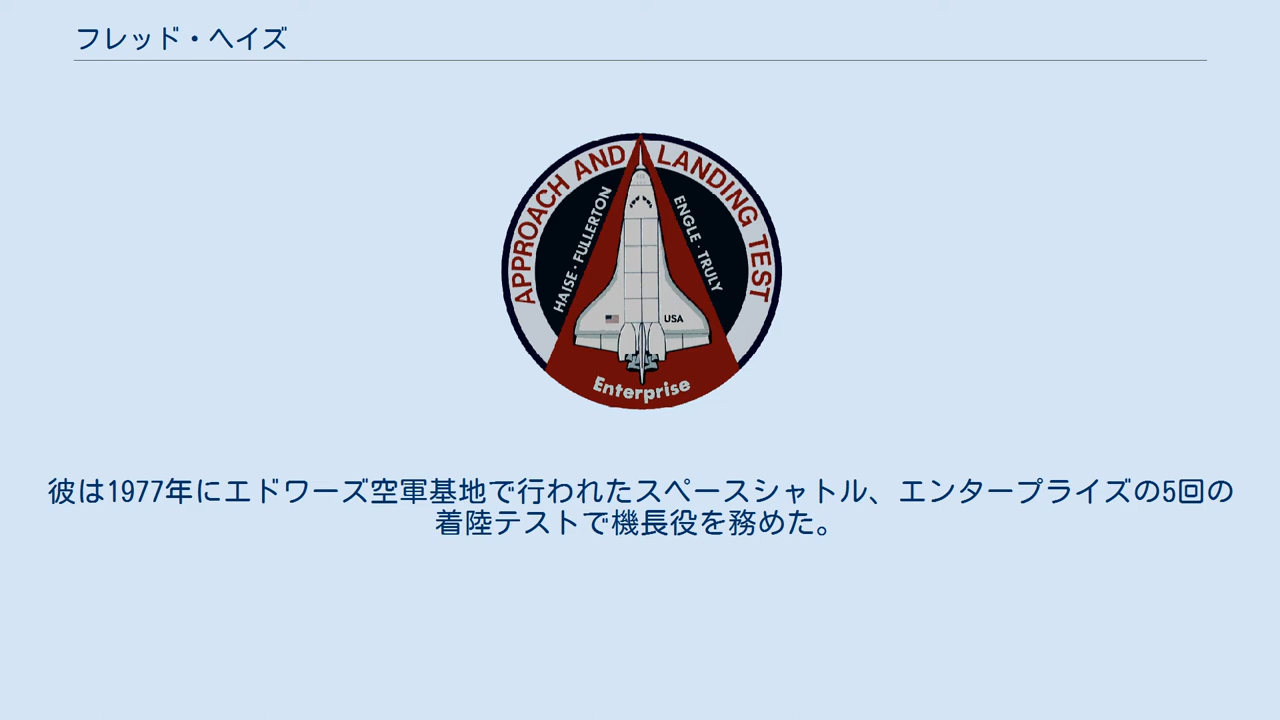 フレッド・ヘイズ
APPROACH AND LANDING TEST
HAISE · FULLERTON
ENGLE · TRULY
USA
Enterprise
彼は1977年にエドワーズ空軍基地で行われたスペースシャトル、エンタープライズの5回の
着陸テストで機長役を務めた。